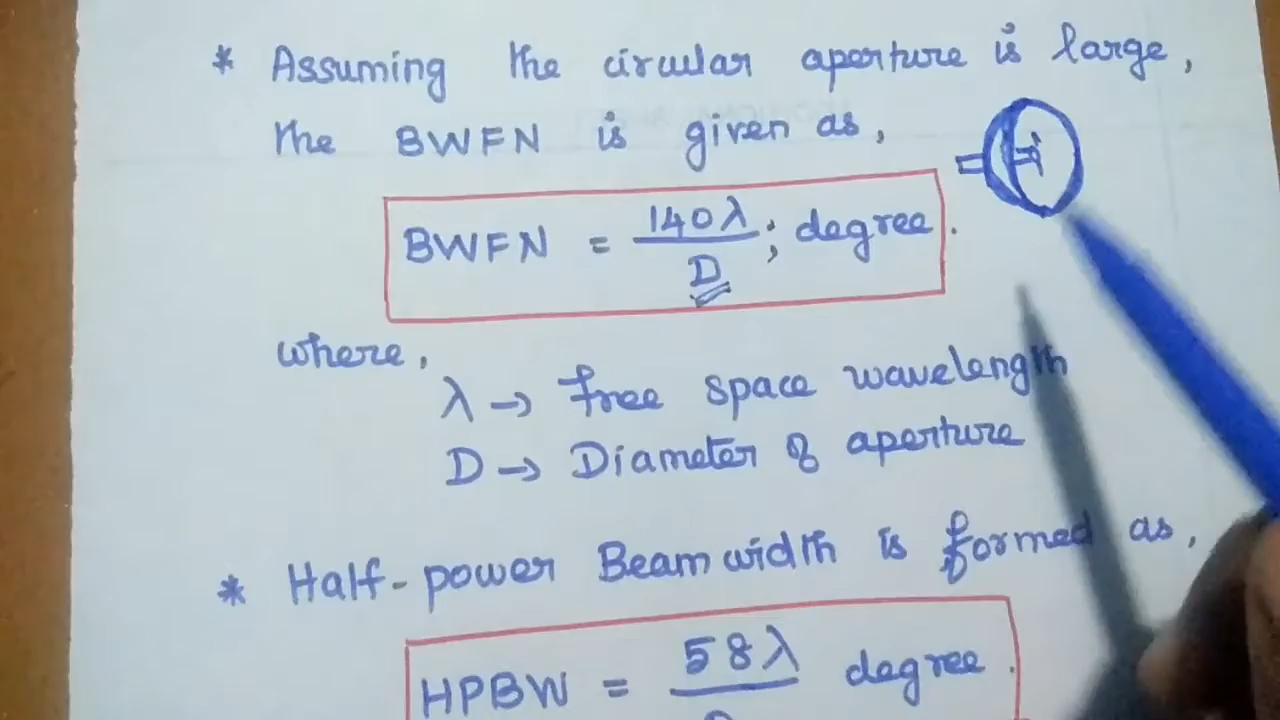 * Assuming the circular aperture is large,
the BWFN is given as,
BWFN = 140λ / D ; degree.
where,
λ → free space wavelength
D → Diameter of aperture
* Half-power Beamwidth is formed as,
HPBW = 58λ degree.